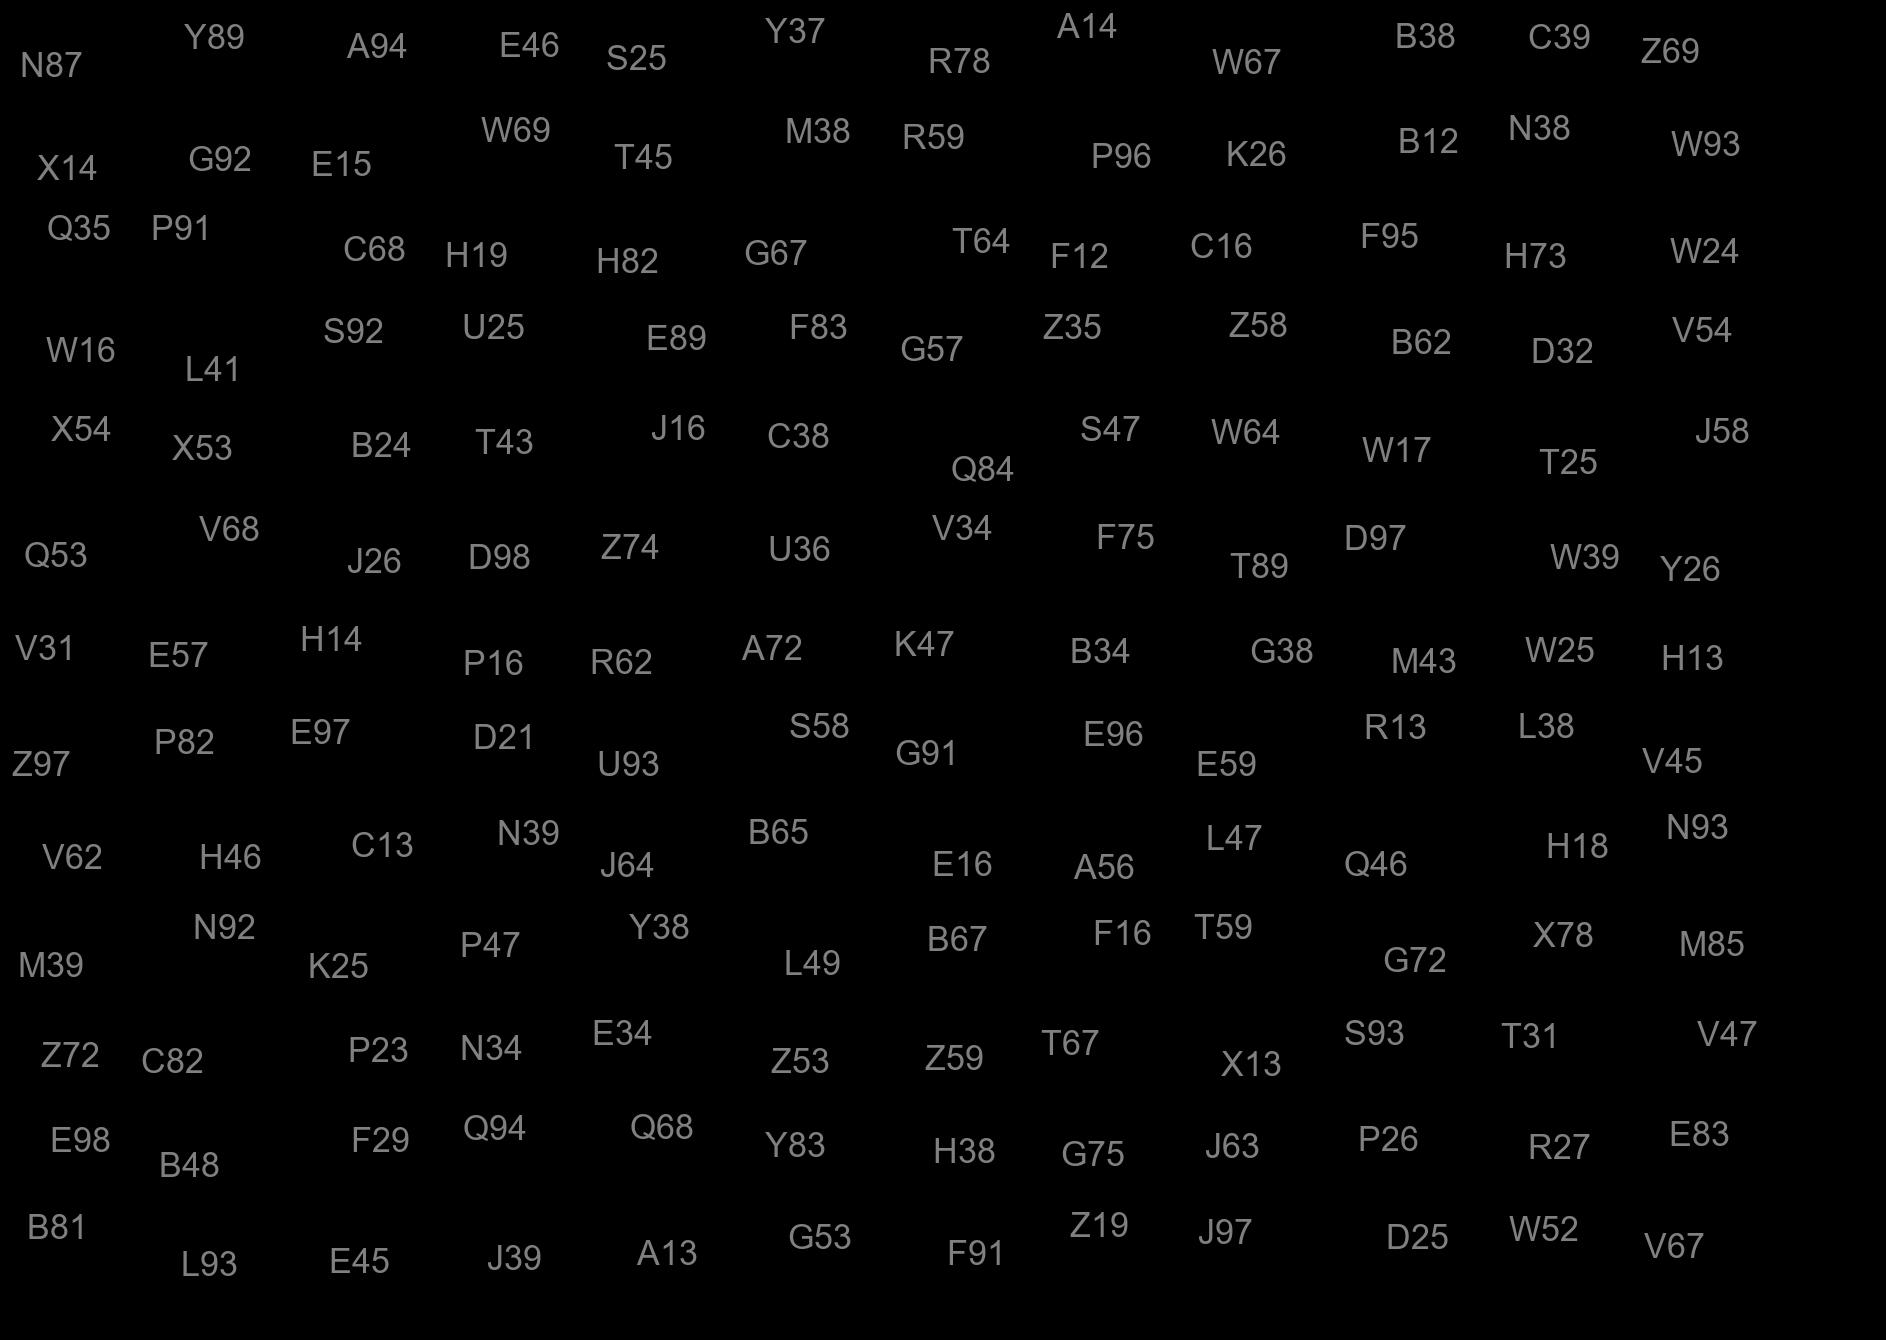 N87 Y89 A94 E46 S25 Y37 R78 A14 W67 B38 C39 Z69
X14 G92 E15 W69 T45 M38 R59 P96 K26 B12 N38 W93
Q35 P91 C68 H19 H82 G67 T64 F12 C16 F95 H73 W24
W16 L41 S92 U25 E89 F83 G57 Z35 Z58 B62 D32 V54
X54 X53 B24 T43 J16 C38 Q84 S47 W64 W17 T25 J58
Q53 V68 J26 D98 Z74 U36 V34 F75 T89 D97 W39 Y26
V31 E57 H14 P16 R62 A72 K47 B34 G38 M43 W25 H13
Z97 P82 E97 D21 U93 S58 G91 E96 E59 R13 L38 V45
V62 H46 C13 N39 J64 B65 E16 A56 L47 Q46 H18 N93
M39 N92 K25 P47 Y38 L49 B67 F16 T59 G72 X78 M85
Z72 C82 P23 N34 E34 Z53 Z59 T67 X13 S93 T31 V47
E98 B48 F29 Q94 Q68 Y83 H38 G75 J63 P26 R27 E83
B81 L93 E45 J39 A13 G53 F91 Z19 J97 D25 W52 V67